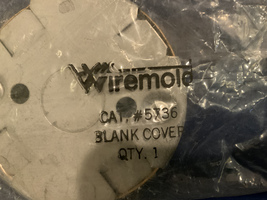 Wiremold
CAT. #5736
BLANK COVER
QTY. 1